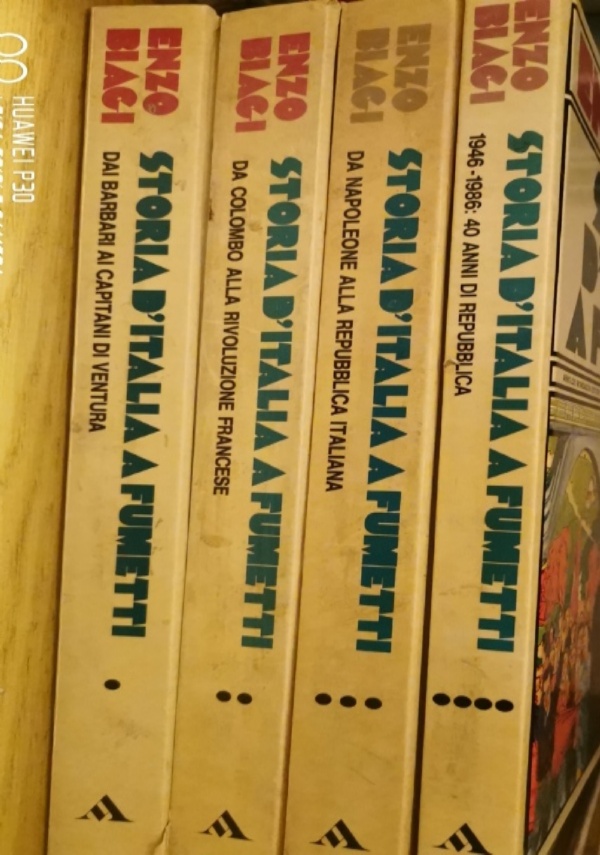 HUAWEI P30
ENZO
BIAGI
STORIA D'ITALIA A FUMETTI
DAI BARBARI AI CAPITANI DI VENTURA
ENZO
BIAGI
STORIA D'ITALIA A FUMETTI
DA COLOMBO ALLA RIVOLUZIONE FRANCESE
ENZO
BIAGI
STORIA D'ITALIA A FUMETTI
DA NAPOLEONE ALLA REPUBBLICA ITALIANA
ENZO
BIAGI
STORIA D'ITALIA A FUMETTI
1946-1986: 40 ANNI DI REPUBBLICA